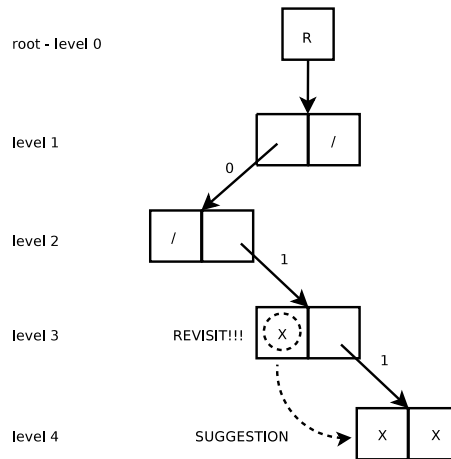 root - level 0
R
level 1
/
0
level 2
/
1
level 3
REVISIT!!!
X
1
level 4
SUGGESTION
X
X